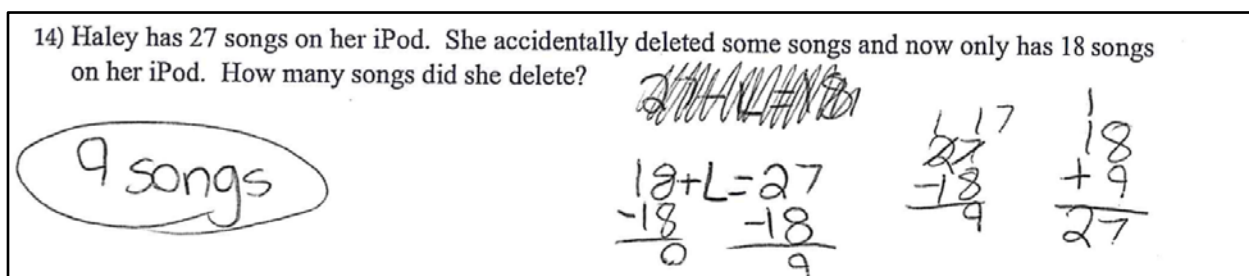 14) Haley has 27 songs on her iPod. She accidentally deleted some songs and now only has 18 songs
on her iPod. How many songs did she delete?
9 songs
18+L=27
-18 -18
0 9
1 17
27
-18
9
1
18
+9
27